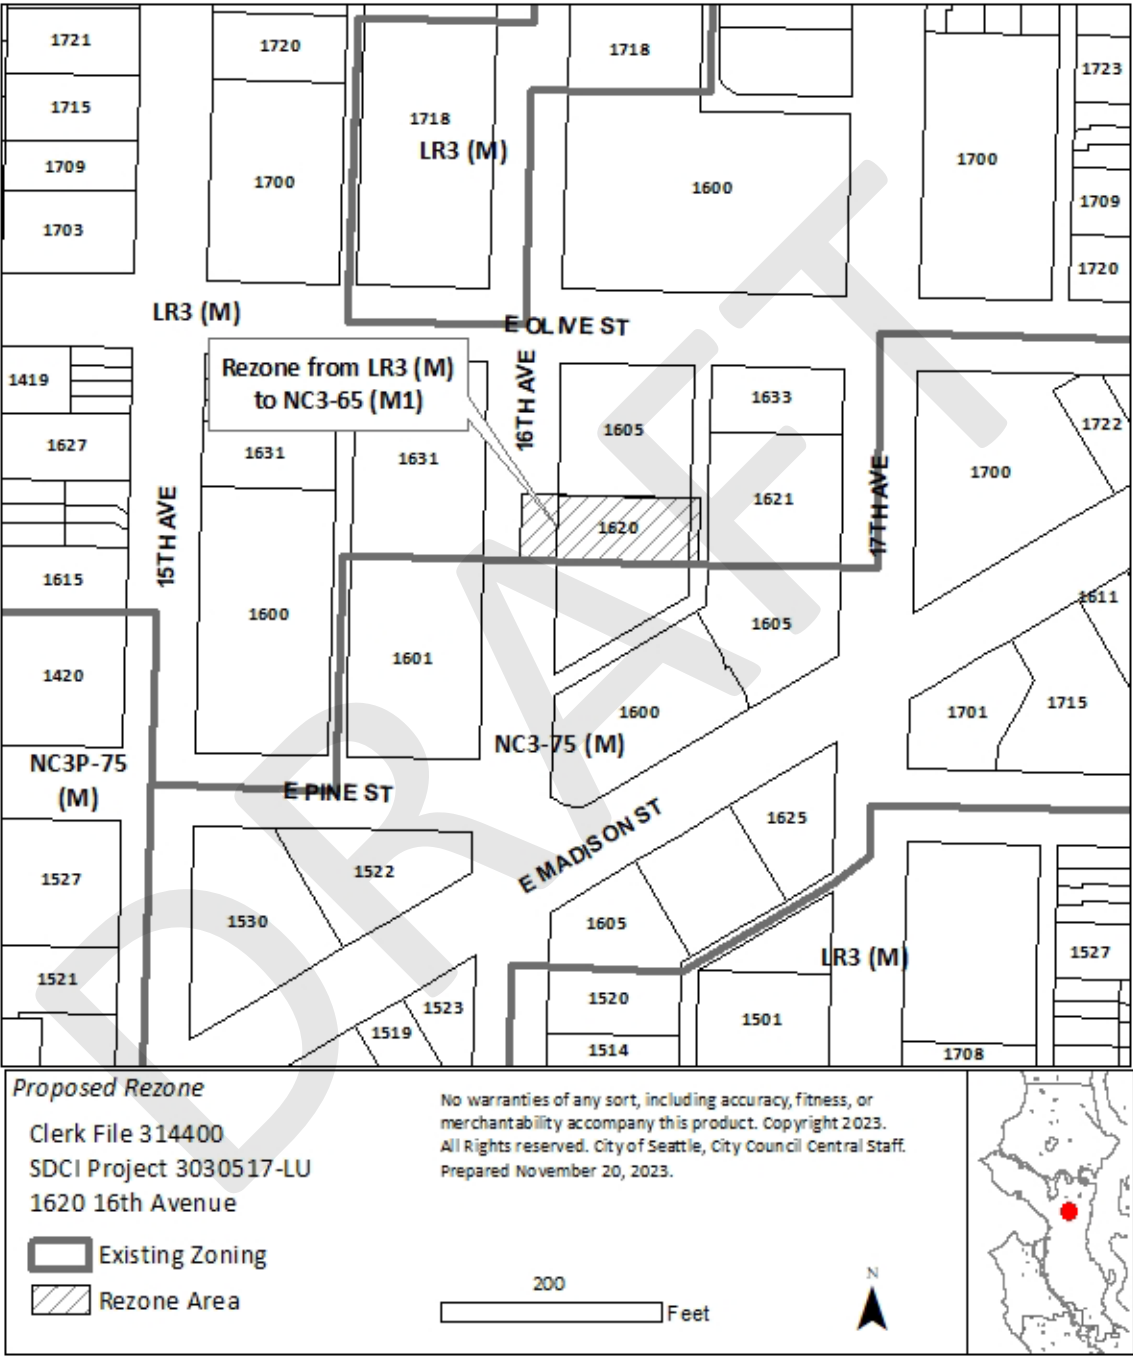 1721
1720
1718
1723
1715
1718
LR3 (M)
1709
1700
1700
1600
1709
1703
1720
LR3 (M)
E OLIVE ST
Rezone from LR3 (M)
to NC3-65 (M1)
16TH AVE
1419
1633
1605
1722
1627
1631
1631
1700
1621
17TH AVE
15TH AVE
1620
1615
1611
1600
1605
1601
1420
1600
1701
1715
NC3P-75
(M)
NC3-75 (M)
E PINE ST
E MADISON ST
1625
1527
1522
1530
1605
LR3 (M)
1527
1521
1520
1523
1501
1519
1514
1708
DRAFT
Proposed Rezone
Clerk File 314400
SDCI Project 3030517-LU
1620 16th Avenue
Existing Zoning
Rezone Area
No warranties of any sort, including accuracy, fitness, or
merchantability accompany this product. Copyright 2023.
All Rights reserved. City of Seattle, City Council Central Staff.
Prepared November 20, 2023.
200
Feet
N